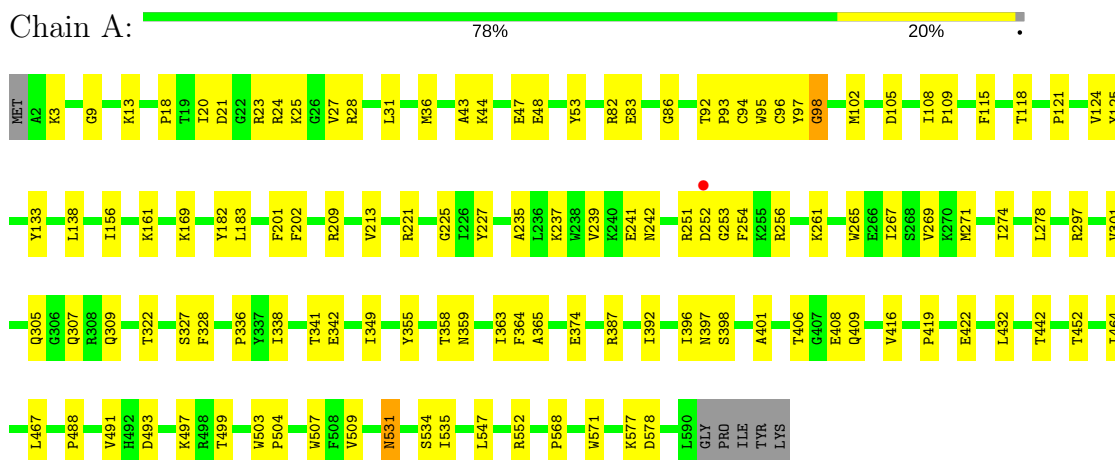 Chain A:
78% 20% •
MET A2 K3 G9 K13 P18 T19 I20 D21 G22 R23 R24 K25 G26 V27 R28 L31 M36 A43 K44 E47 E48 Y53 R82 E83 G86 T92 P93 C94 W95 C96 Y97 G98 M102 D105 I108 P109 F115 T118 P121 V124
Y133 L138 I156 K161 K169 Y182 L183 F201 F202 R209 V213 R221 G225 I226 Y227 A235 L236 K237 W238 V239 K240 E241 N242 R251 D252 G253 F254 K255 R256 K261 W265 E266 I267 S268 V269 K270 M271 I274 L278 R297
Q305 G306 Q307 R308 Q309 T322 S327 F328 P336 Y337 I338 T341 E342 I349 Y355 T358 N359 I363 F364 A365 E374 R387 I392 I396 N397 S398 A401 T406 G407 E408 Q409 V416 P419 E422 L432 T442 T452
L467 P488 V491 H492 D493 K497 R498 T499 W503 P504 W507 F508 V509 N531 S534 I535 L547 R552 P568 W571 K577 D578 L590 GLY PRO ILE TYR LYS